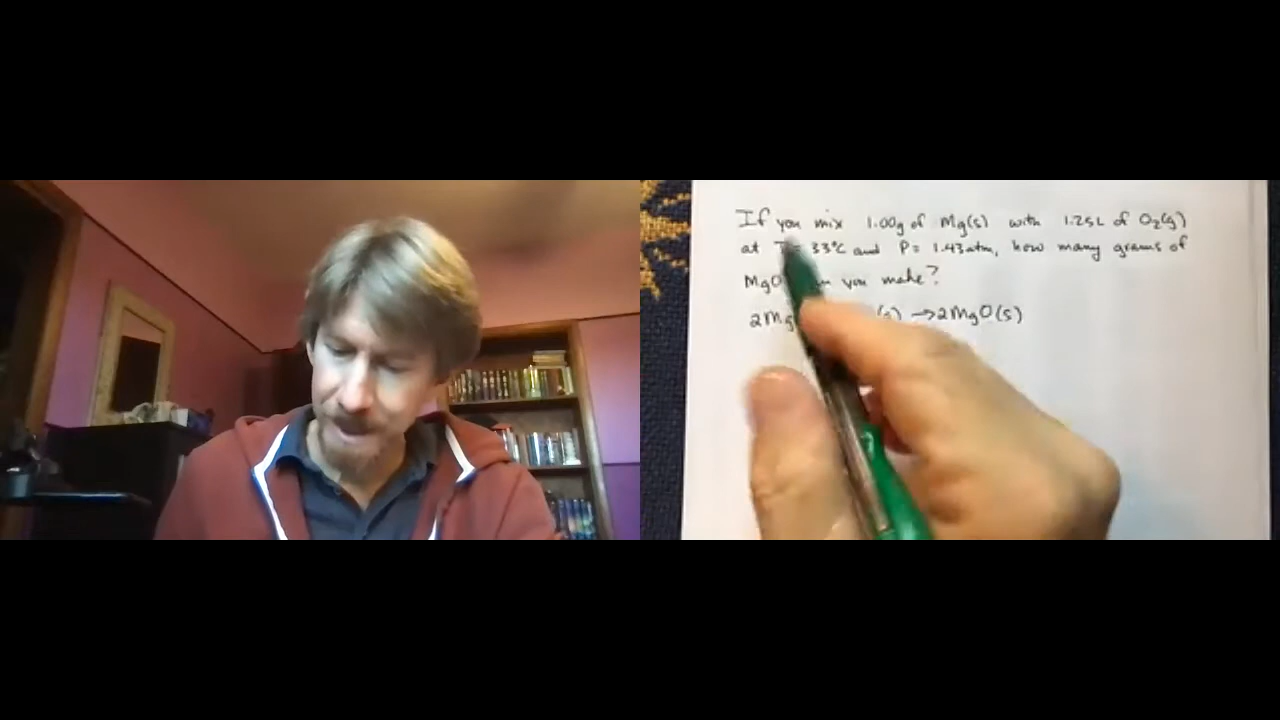 If you mix 1.00g of Mg(s) with 1.25L of O₂(g)
at T= 33°C and P= 1.43atm, how many grams of
MgO you make?
2Mg (s) →2MgO(s)